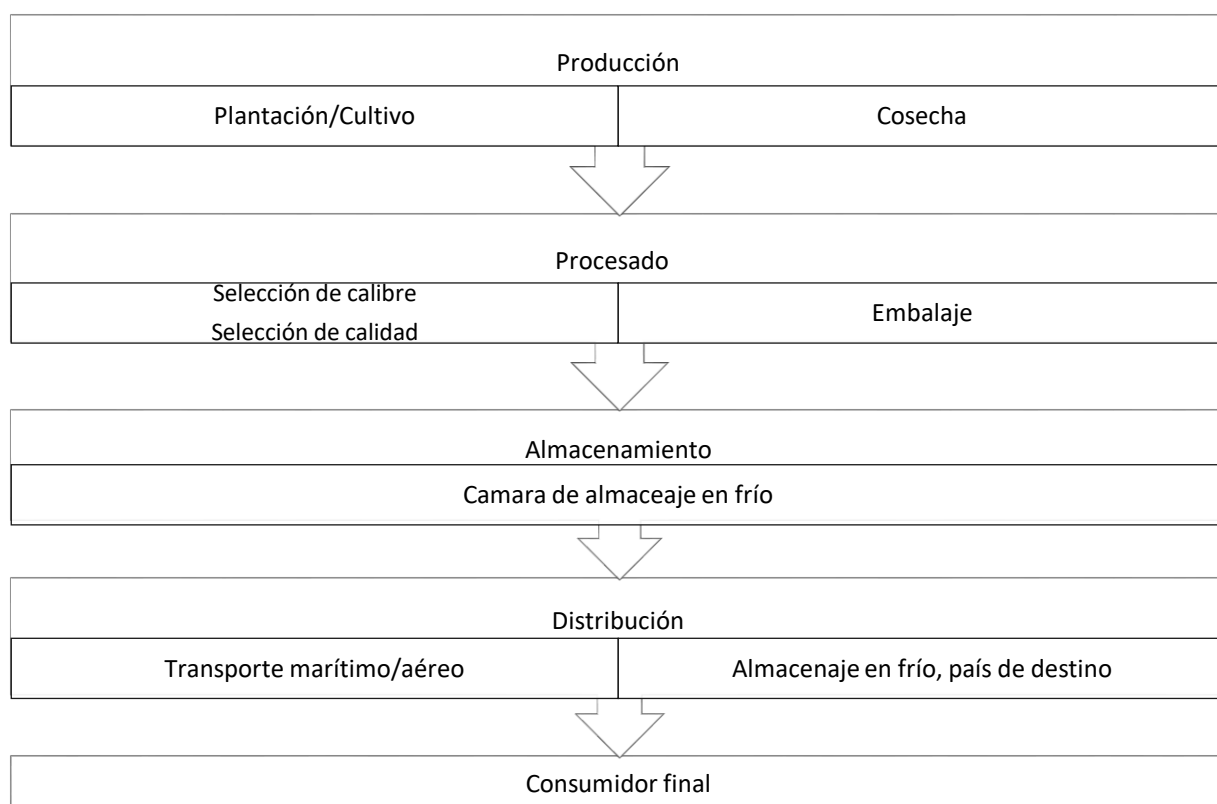 Producción
Plantación/Cultivo
Cosecha
Procesado
Selección de calibre
Selección de calidad
Embalaje
Almacenamiento
Camara de almaceaje en frío
Distribución
Transporte marítimo/aéreo
Almacenaje en frío, país de destino
Consumidor final